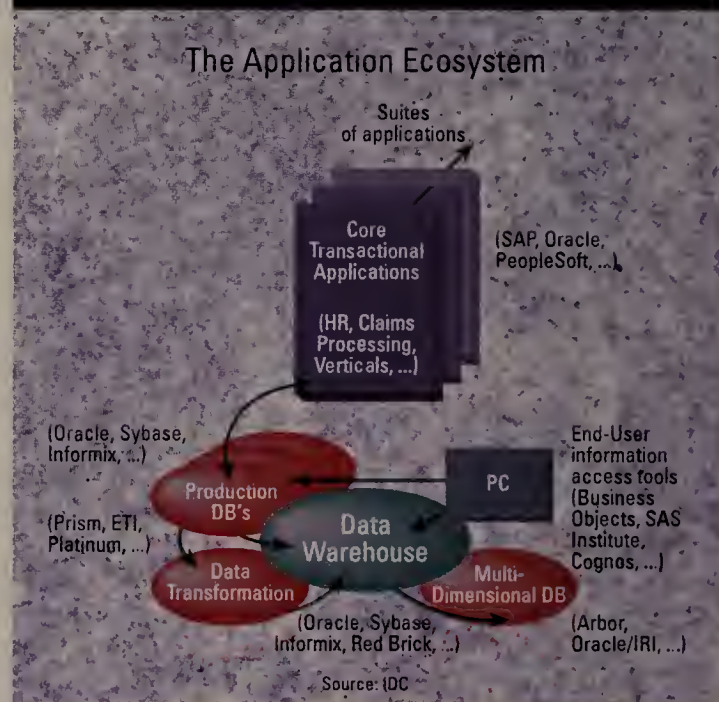 The Application Ecosystem
Suites
of applications
Core
Transactional
Applications
(HR, Claims
Processing,
Verticals, ...)
(SAP, Oracle,
PeopleSoft, ...)
(Oracle, Sybase,
Informix, ...)
Production
DB's
PC
End-User
information
access tools
(Business
Objects, SAS
Institute,
Cognos, ...)
(Prism, ETI,
Platinum, ...)
Data
Warehouse
Data
Transformation
Multi-
Dimensional DB
(Oracle, Sybase,
Informix, Red Brick, ...)
(Arbor,
Oracle/IRI, ...)
Source: IDC